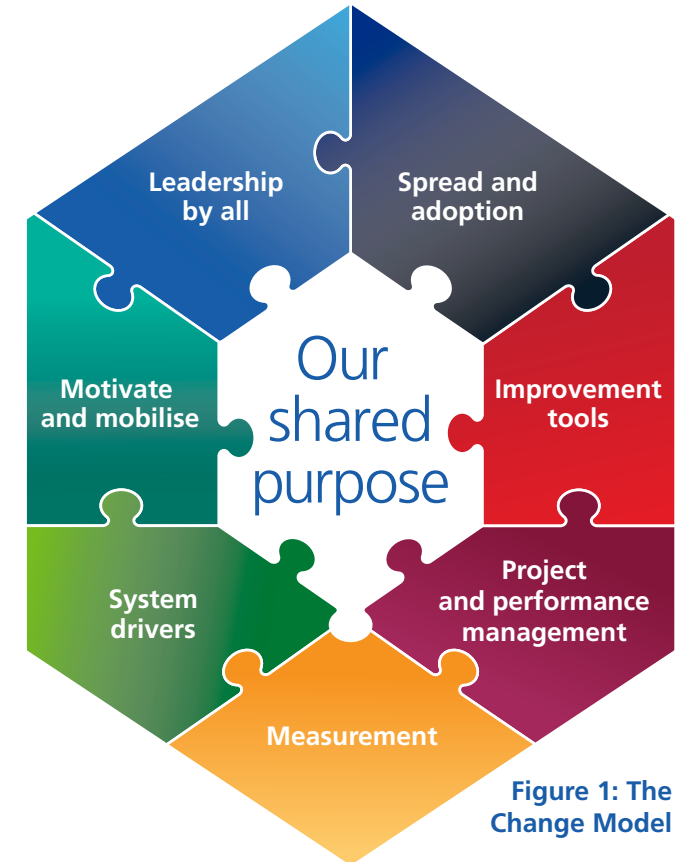 Leadership
by all
Spread and
adoption
Motivate
and mobilise
Our
shared
purpose
Improvement
tools
System
drivers
Project
and performance
management
Measurement
Figure 1: The
Change Model